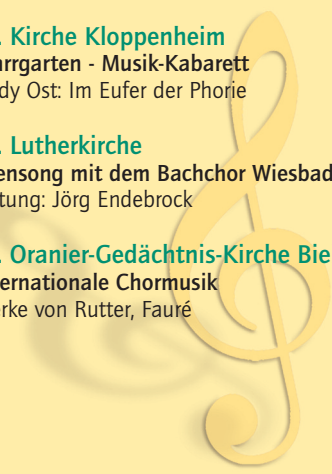 . Kirche Kloppenheim
arrgarten - Musik-Kabarett
dy Ost: Im Eufer der Phorie
. Lutherkirche
ensong mit dem Bachchor Wiesbad
tung: Jörg Endebrock
. Oranier-Gedächtnis-Kirche Bie
ernationale Chormusik
rke von Rutter, Fauré